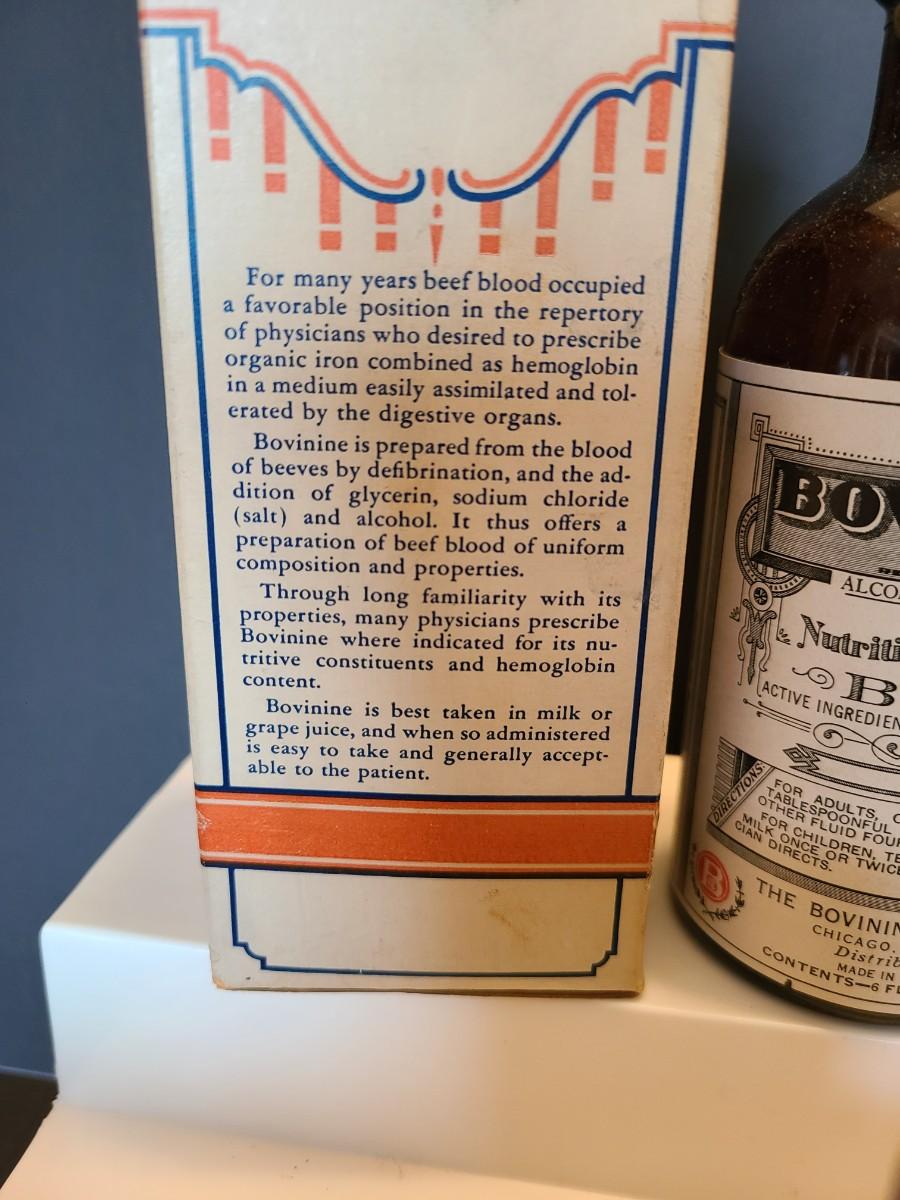 For many years beef blood occupied
a favorable position in the repertory
of physicians who desired to prescribe
organic iron combined as hemoglobin
in a medium easily assimilated and tol-
erated by the digestive organs.
Bovinine is prepared from the blood
of beeves by defibrination, and the ad-
dition of glycerin, sodium chloride
(salt) and alcohol. It thus offers a
preparation of beef blood of uniform
composition and properties.
Through long familiarity with its
properties, many physicians prescribe
Bovinine where indicated for its nu-
tritive constituents and hemoglobin
content.
Bovinine is best taken in milk or
grape juice, and when so administered
is easy to take and generally accept-
able to the patient.
BOV
ALCO
Nutriti
B
ACTIVE INGREDIEN
DIRECTIONS:
FOR ADULTS,
TABLESPOONFUL
OTHER FLUID FOUR
FOR CHILDREN, TE
MILK ONCE OR TWICE
CIAN DIRECTS.
B
THE BOVININ
CHICAGO.
Distrib
MADE IN
CONTENTS—6 FL